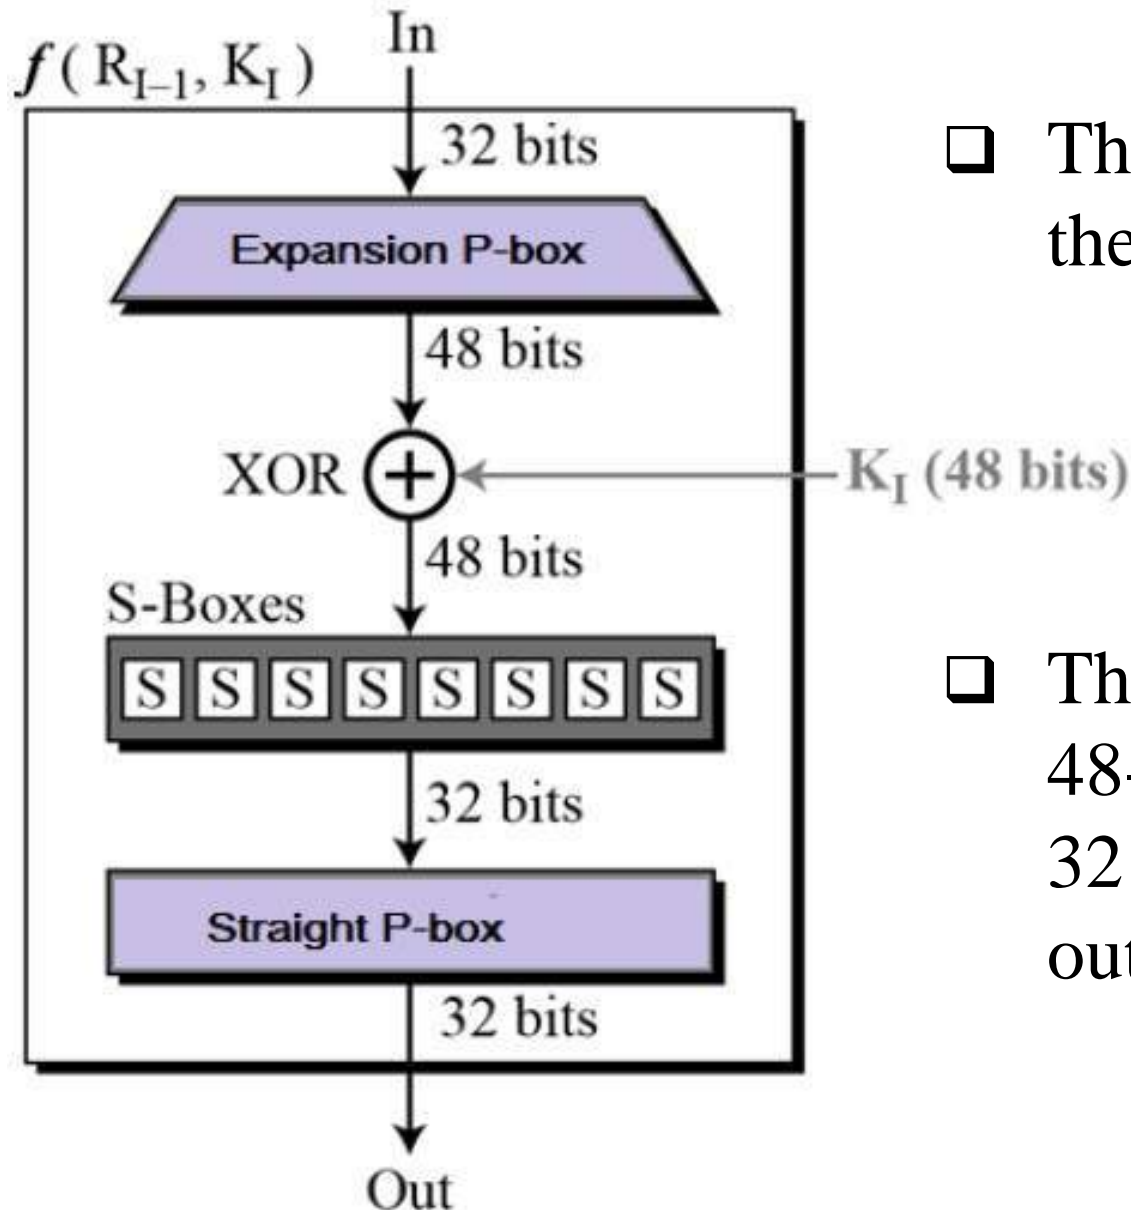 In
f ( R_{I–1}, K_I )
32 bits
Expansion P-box
48 bits
XOR
K_I (48 bits)
48 bits
S-Boxes
S S S S S S S S
32 bits
Straight P-box
32 bits
Out
❑ Th
the
❑ Th
48-
32
out